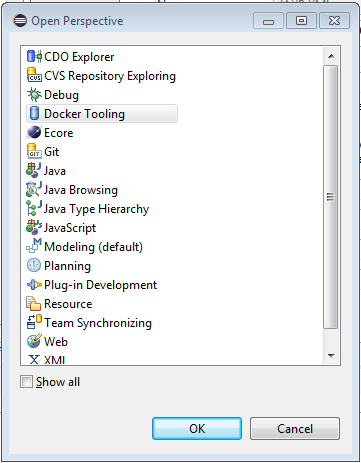 Open Perspective
CDO Explorer
CVS Repository Exploring
Debug
Docker Tooling
Ecore
Git
Java
Java Browsing
Java Type Hierarchy
JavaScript
Modeling (default)
Planning
Plug-in Development
Resource
Team Synchronizing
Web
XML
Show all
OK
Cancel